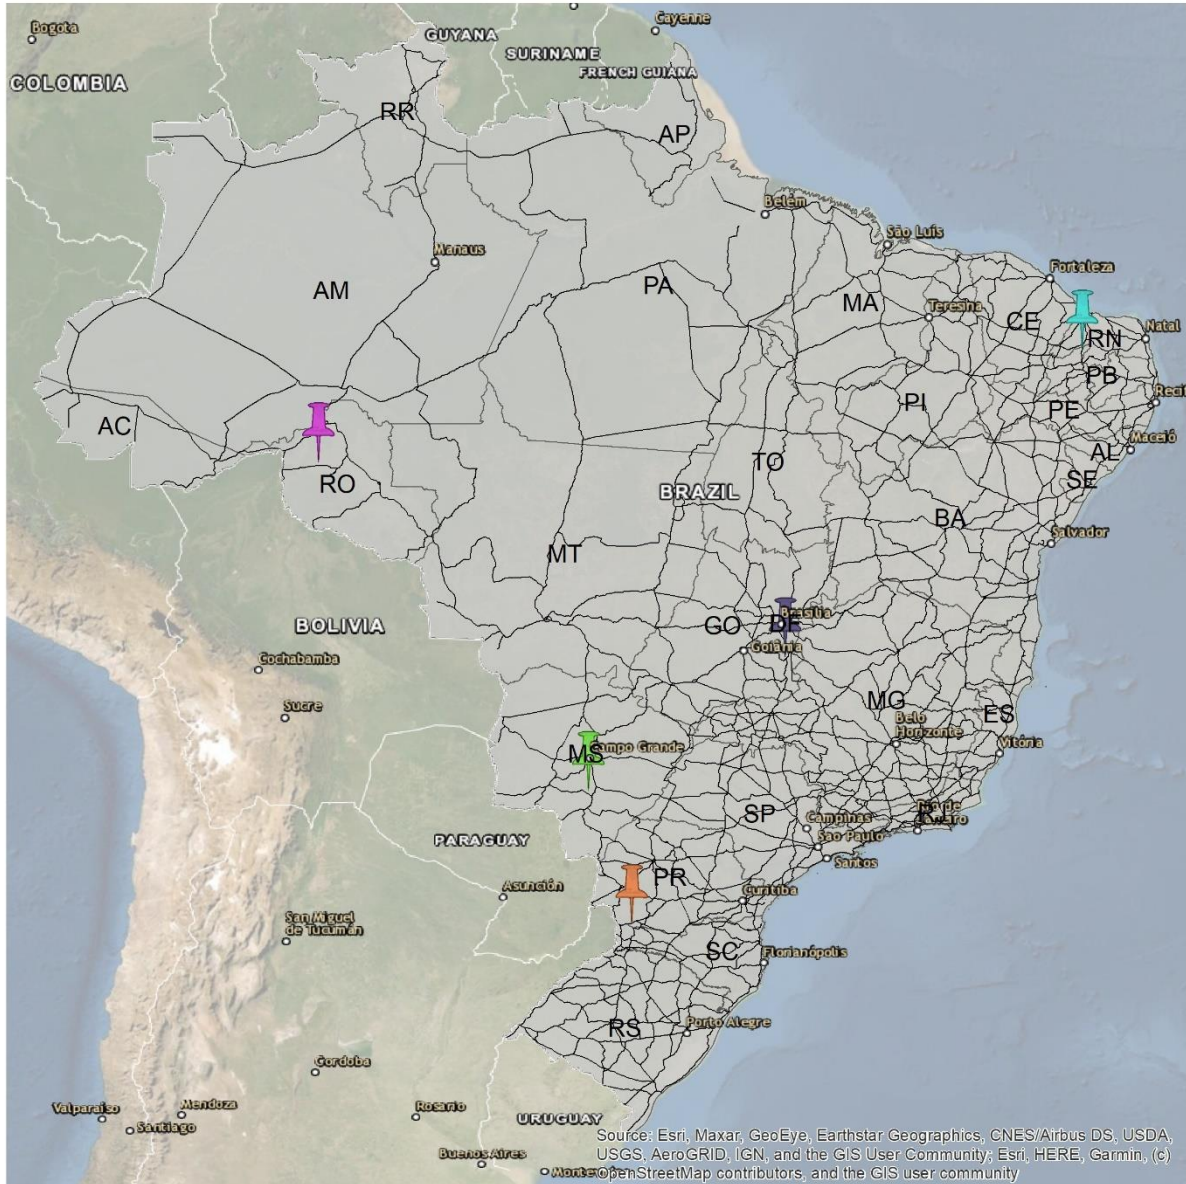 Bogota
Cayenne
GUYANA
SURINAME
COLOMBIA
FRENCH GUIANA
RR
AP
Belém
São Luís
Manaus
Fortaleza
AM
PA
MA
Teresina
CE
Natal
RN
PB
PI
PE
AC
Maceió
AL
TO
SE
RO
BRAZIL
BA
Salvador
MT
Brasília
BOLIVIA
GO
DF
Goiânia
Cochabamba
Sucre
MG
ES
Belo
Horizonte
Vitória
MS
Campo Grande
SP
Rio de
Janeiro
Campinas
PARAGUAY
Sao Paulo
Santos
PR
Asunción
Curitiba
San Miguel
de Tucumán
SC
Florianópolis
RS
Porto Alegre
Cordoba
Valparaíso
Mendoza
Rosario
Santiago
URUGUAY
Source: Esri, Maxar, GeoEye, Earthstar Geographics, CNES/Airbus DS, USDA,
USGS, AeroGRID, IGN, and the GIS User Community; Esri, HERE, Garmin, (c)
OpenStreetMap contributors, and the GIS user community
Buenos Aires